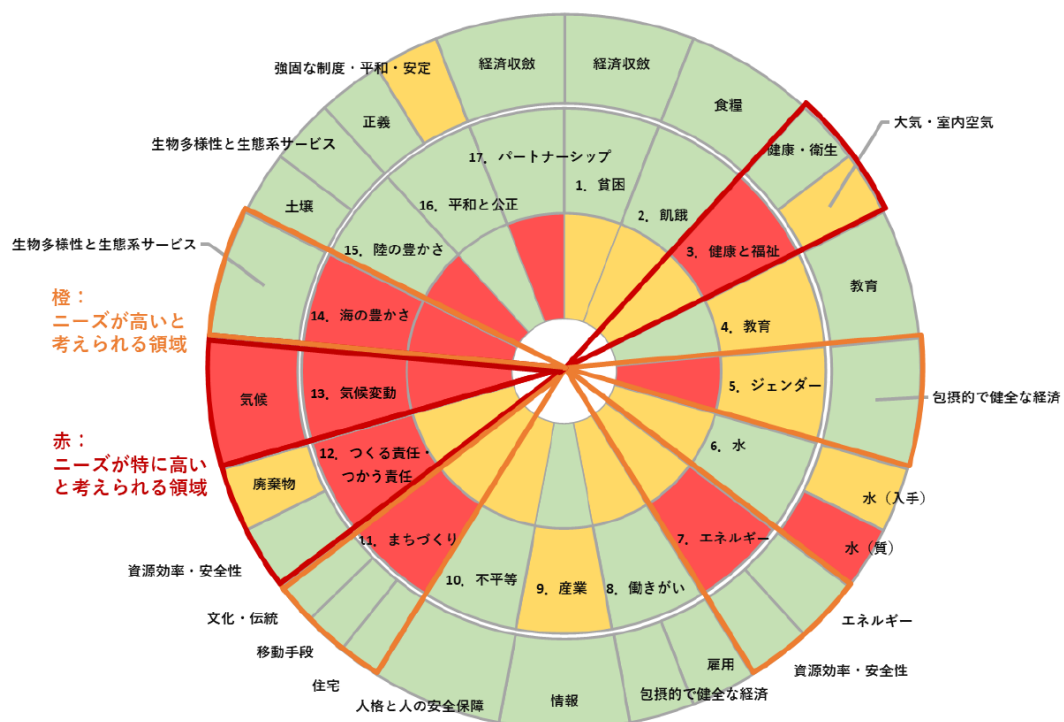 経済収斂
経済収斂
強固な制度・平和・安定
食糧
正義
大気・室内空気
生物多様性と生態系サービス
健康・衛生
17．パートナーシップ
1．貧困
16．平和と公正
2．飢餓
土壌
生物多様性と生態系サービス
15．陸の豊かさ
3．健康と福祉
教育
橙：
ニーズが高いと
考えられる領域
14．海の豊かさ
4．教育
気候
13．気候変動
5．ジェンダー
包摂的で健全な経済
赤：
ニーズが特に高い
と考えられる領域
12．つくる責任・
つかう責任
6．水
廃棄物
水（入手）
11．まちづくり
7．エネルギー
水（質）
資源効率・安全性
10．不平等
9．産業
8．働きがい
文化・伝統
エネルギー
移動手段
雇用
資源効率・安全性
住宅
人格と人の安全保障
情報
包摂的で健全な経済